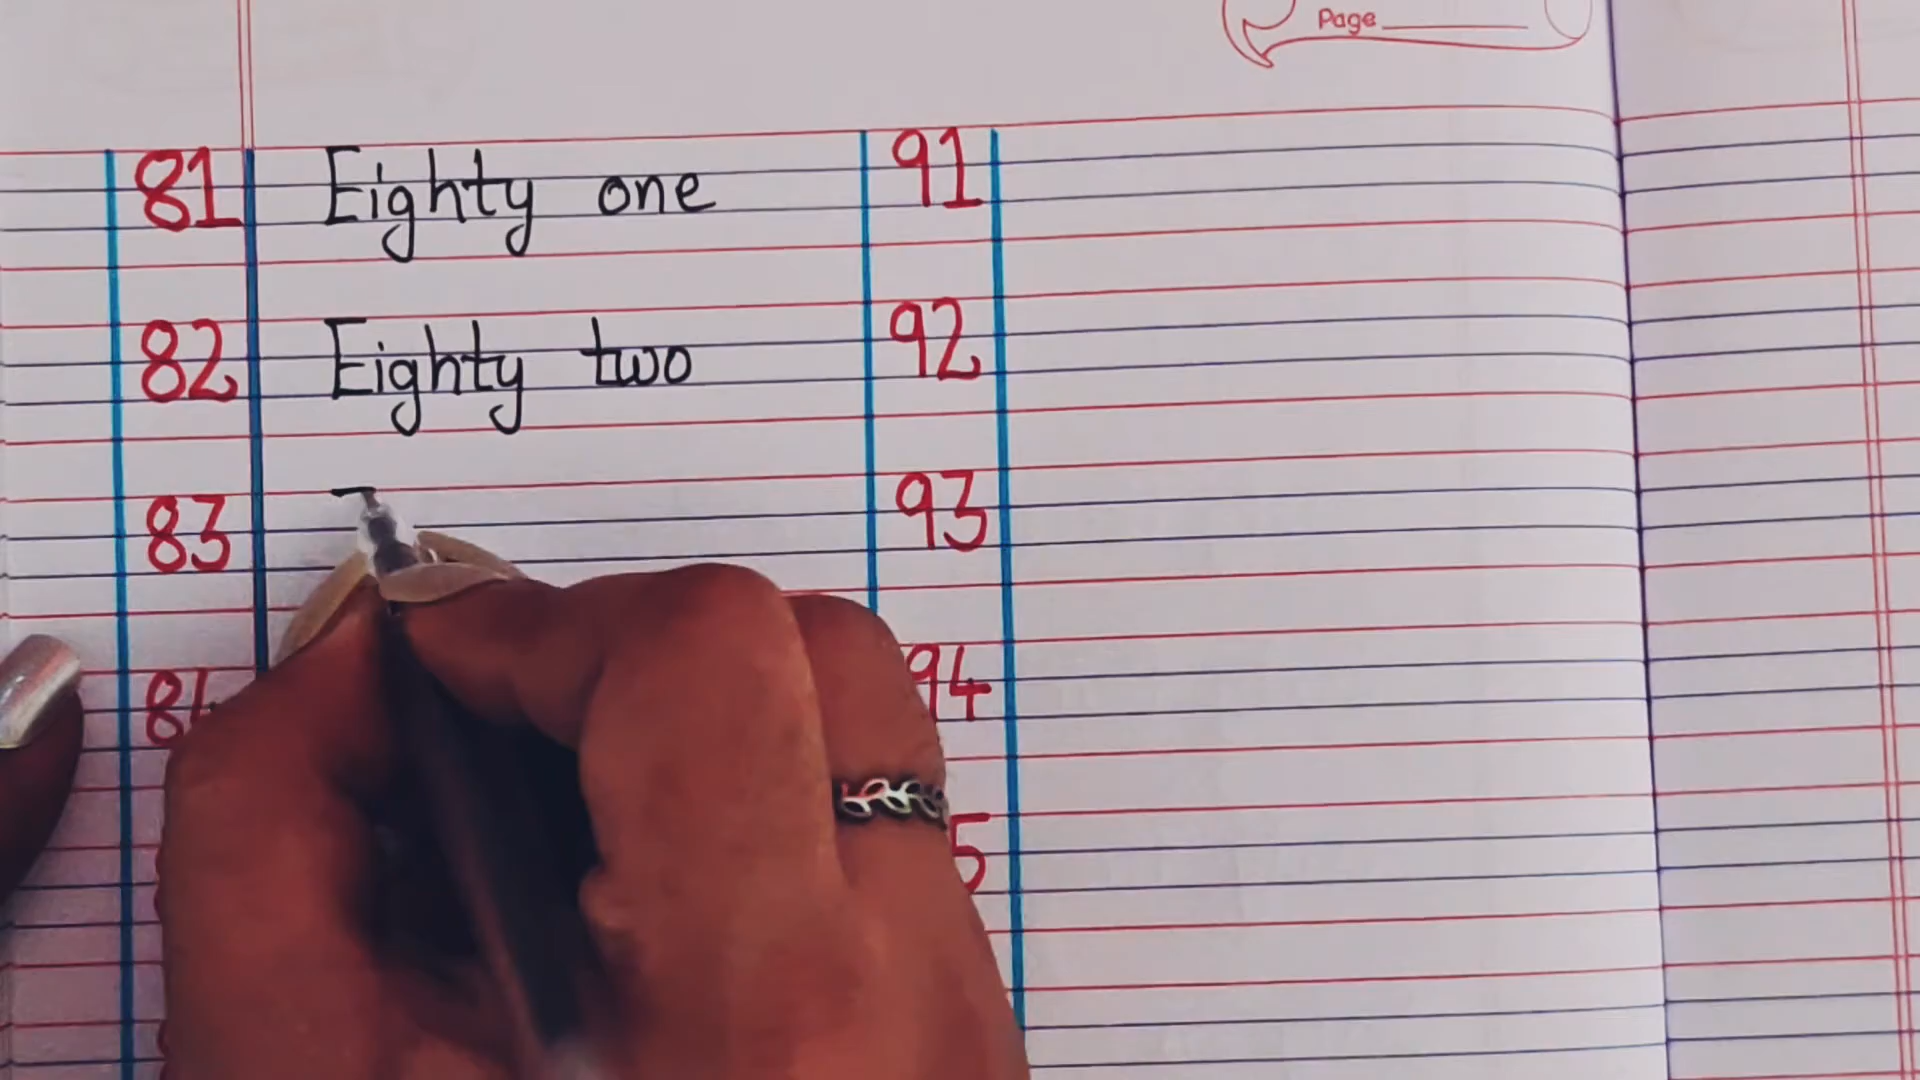 Page
81 Eighty one 91
82 Eighty two 92
83 93
94